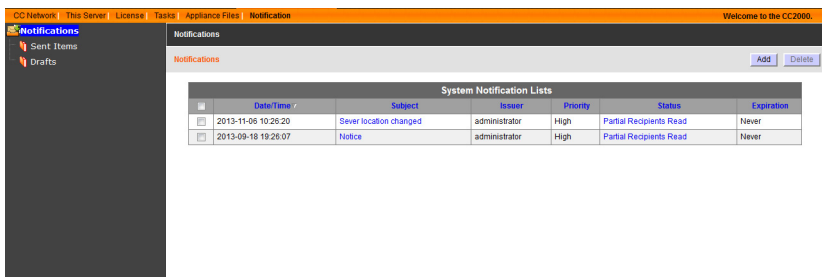 CC Network This Server License Tasks Appliance Files Notification Welcome to the CC2000.
Notifications
Sent Items
Drafts
Notifications
Notifications Add Delete
System Notification Lists
Date/Time Subject Issuer Priority Status Expiration
2013-11-06 10:26:20 Sever location changed administrator High Partial Recipients Read Never
2013-09-18 19:26:07 Notice administrator High Partial Recipients Read Never